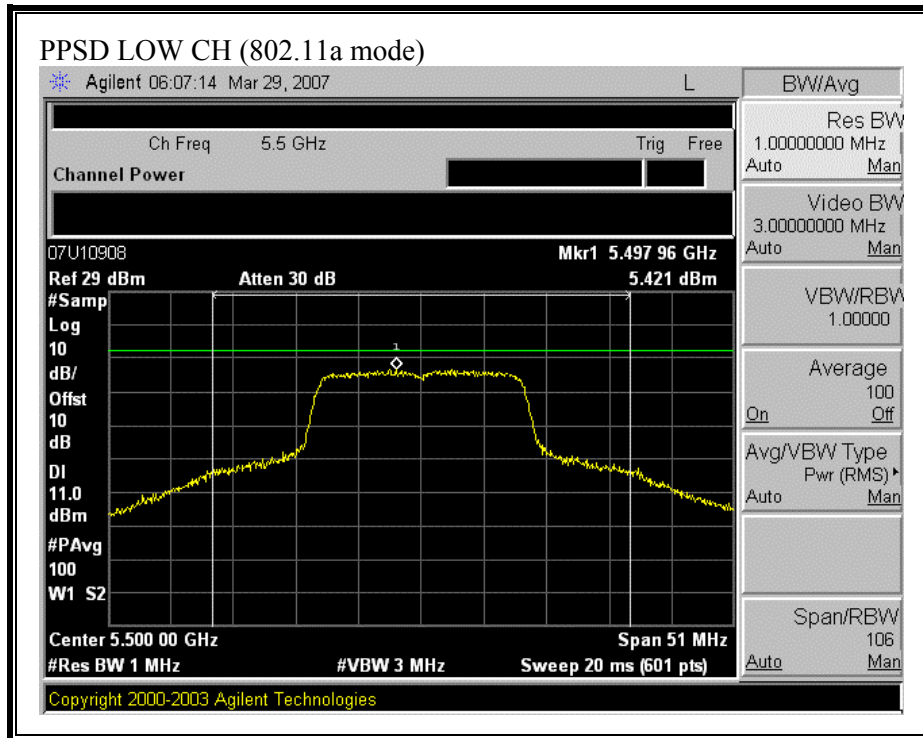 PPSD LOW CH (802.11a mode)
Agilent 06:07:14 Mar 29, 2007 L
Ch Freq 5.5 GHz Trig Free
Channel Power
07U10908 Mkr1 5.497 96 GHz
Ref 29 dBm Atten 30 dB 5.421 dBm
#Samp
Log
10
dB/
Offst
10
dB
DI
11.0
dBm
#PAvg
100
W1 S2
1
Center 5.500 00 GHz Span 51 MHz
#Res BW 1 MHz #VBW 3 MHz Sweep 20 ms (601 pts)
Copyright 2000-2003 Agilent Technologies
BW/Avg
Res BW
1.00000000 MHz
Auto Man
Video BW
3.00000000 MHz
Auto Man
VBW/RBW
1.00000
Average
100
On Off
Avg/VBW Type
Pwr (RMS)
Auto Man
Span/RBW
106
Auto Man